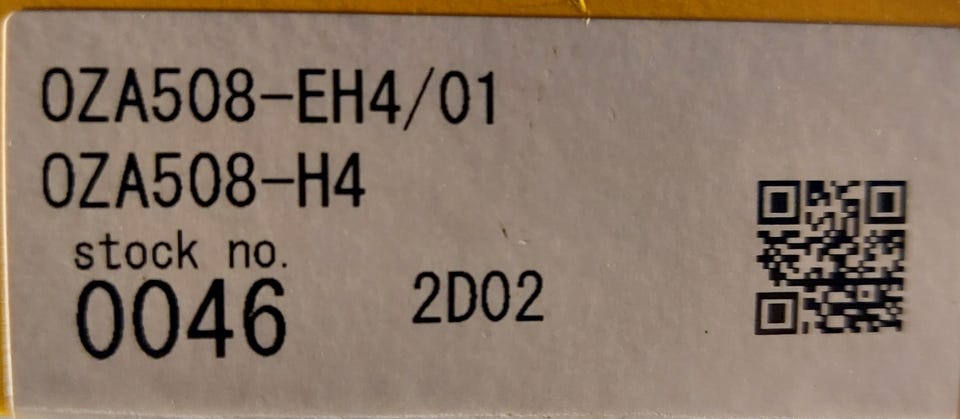 OZA508-EH4/01
OZA508-H4
stock no.
0046 2D02